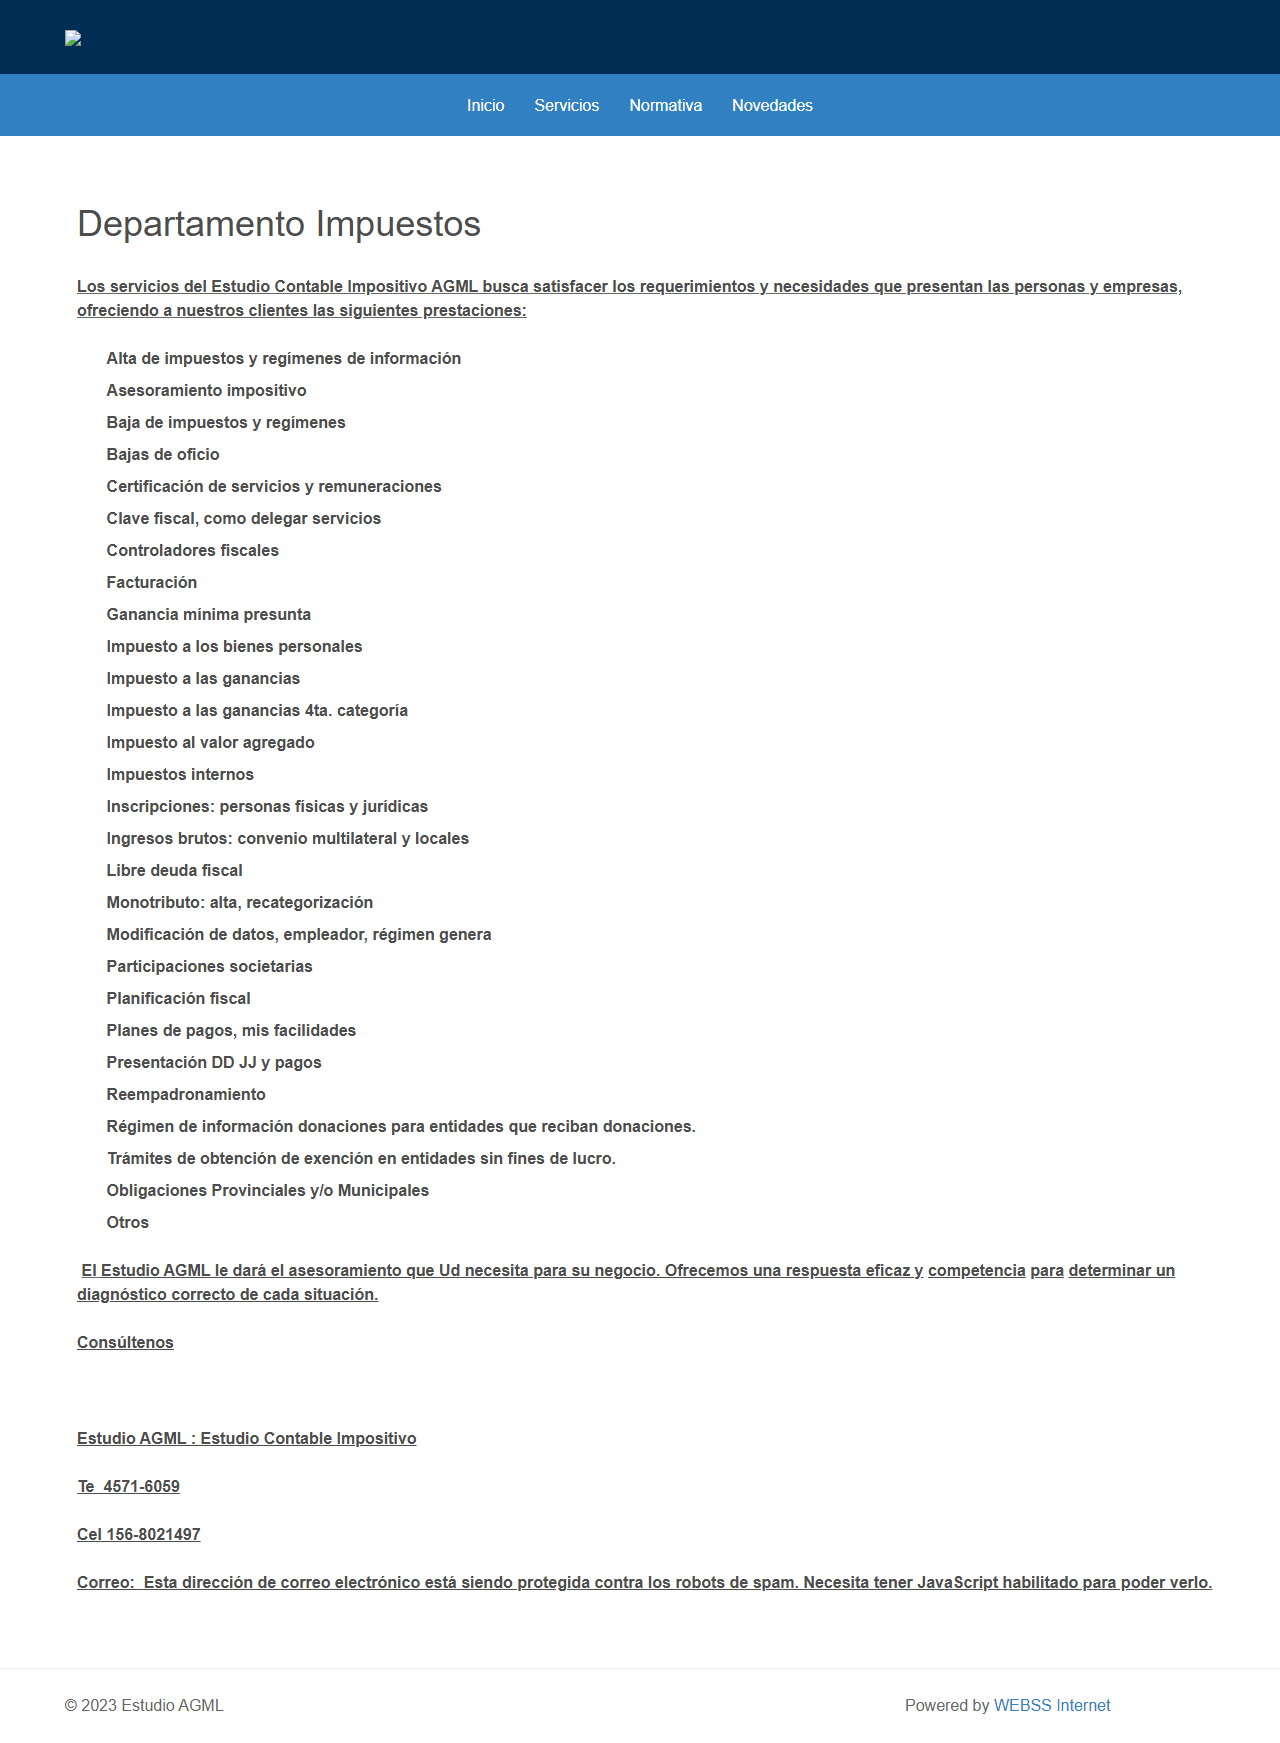 Inicio Servicios Normativa Novedades
Departamento Impuestos
Los servicios del Estudio Contable Impositivo AGML busca satisfacer los requerimientos y necesidades que presentan las personas y empresas,
ofreciendo a nuestros clientes las siguientes prestaciones:
Alta de impuestos y regímenes de información
Asesoramiento impositivo
Baja de impuestos y regímenes
Bajas de oficio
Certificación de servicios y remuneraciones
Clave fiscal, como delegar servicios
Controladores fiscales
Facturación
Ganancia mínima presunta
Impuesto a los bienes personales
Impuesto a las ganancias
Impuesto a las ganancias 4ta. categoría
Impuesto al valor agregado
Impuestos internos
Inscripciones: personas físicas y jurídicas
Ingresos brutos: convenio multilateral y locales
Libre deuda fiscal
Monotributo: alta, recategorización
Modificación de datos, empleador, régimen genera
Participaciones societarias
Planificación fiscal
Planes de pagos, mis facilidades
Presentación DD JJ y pagos
Reempadronamiento
Régimen de información donaciones para entidades que reciban donaciones.
Trámites de obtención de exención en entidades sin fines de lucro.
Obligaciones Provinciales y/o Municipales
Otros
El Estudio AGML le dará el asesoramiento que Ud necesita para su negocio. Ofrecemos una respuesta eficaz y competencia para determinar un
diagnóstico correcto de cada situación.
Consúltenos
Estudio AGML : Estudio Contable Impositivo
Te  4571-6059
Cel 156-8021497
Correo:  Esta dirección de correo electrónico está siendo protegida contra los robots de spam. Necesita tener JavaScript habilitado para poder verlo.
© 2023 Estudio AGML
Powered by WEBSS Internet